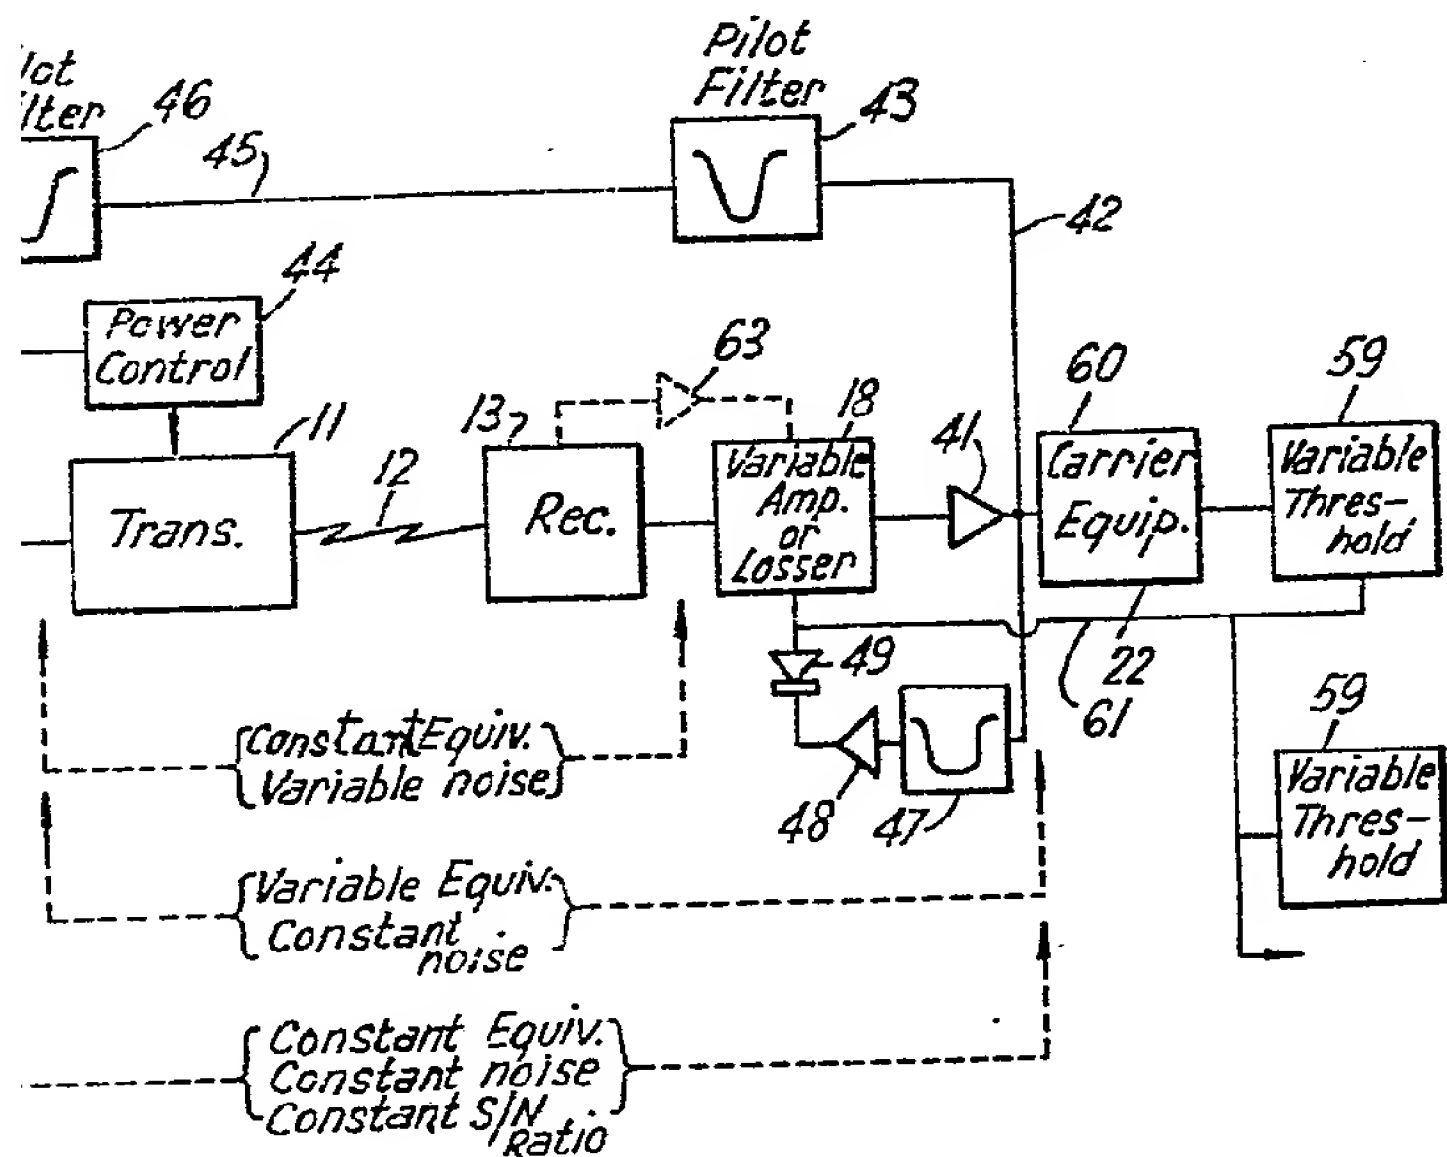 Pilot
Filter
lot
ilter
46
43
45
42
44
Power
Control
63
60
59
11
13
18
41
12
Trans.
Rec.
Variable
Amp.
or
Losser
Carrier
Equip.
Variable
Thres-
hold
49
22
61
59
Constant Equiv.
Variable noise
48
47
Variable
Thres-
hold
Variable Equiv.
Constant
noise
Constant Equiv.
Constant noise
Constant S/N
Ratio